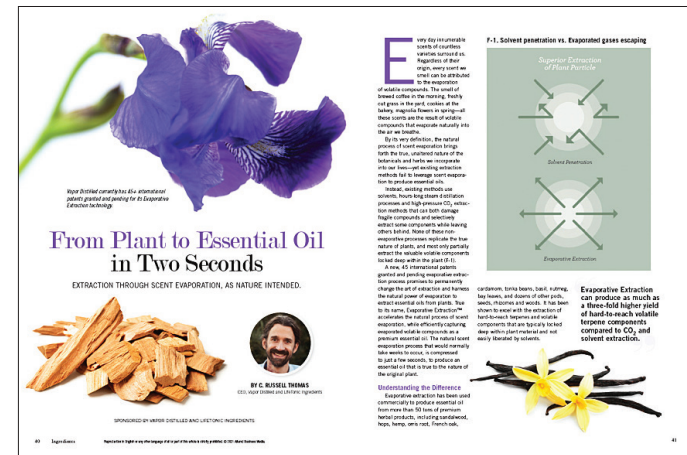 Vapor Distilled currently has 45+ international
patents granted and pending for its Evaporative
Extraction technology.
From Plant to Essential Oil
in Two Seconds
EXTRACTION THROUGH SCENT EVAPORATION, AS NATURE INTENDED.
BY C. RUSSELL THOMAS
CEO, Vapor Distilled and LifeTonic Ingredients
SPONSORED BY VAPOR DISTILLED AND LIFETONIC INGREDIENTS
40 Ingredients
Reproduction in English or any other language of all or part of this article is strictly prohibited. © 2021 Allured Business Media.
Every day innumerable
scents of countless
varieties surround us.
Regardless of their
origin, every scent we
smell can be attributed
to the evaporation
of volatile compounds. The smell of
brewed coffee in the morning, freshly
cut grass in the yard, cookies at the
bakery, magnolia flowers in spring—all
these scents are the result of volatile
compounds that evaporate naturally into
the air we breathe.
By its very definition, the natural
process of scent evaporation brings
forth the true, unaltered nature of the
botanicals and herbs we incorporate
into our lives—yet existing extraction
methods fail to leverage scent evapora-
tion to produce essential oils.
Instead, existing methods use
solvents, hours-long steam distillation
processes and high-pressure CO2 extrac-
tion methods that can both damage
fragile compounds and selectively
extract some components while leaving
others behind. None of these non-
evaporative processes replicate the true
nature of plants, and most only partially
extract the valuable volatile components
locked deep within the plant (F-1).
A new, 45 international patents
granted and pending evaporative extrac-
tion process promises to permanently
change the art of extraction and harness
the natural power of evaporation to
extract essential oils from plants. True
to its name, Evaporative Extraction™
accelerates the natural process of scent
evaporation, while efficiently capturing
evaporated volatile compounds as a
premium essential oil. The natural scent
evaporation process that would normally
take weeks to occur, is compressed
to just a few seconds, to produce an
essential oil that is true to the nature of
the original plant.
Understanding the Difference
Evaporative extraction has been used
commercially to produce essential oil
from more than 50 tons of premium
herbal products, including sandalwood,
hops, hemp, orris root, French oak,
F-1. Solvent penetration vs. Evaporated gases escaping
Superior Extraction
of Plant Particle
Solvent Penetration
Evaporative Extraction
cardamom, tonka beans, basil, nutmeg,
bay leaves, and dozens of other pods,
seeds, rhizomes and woods. It has been
shown to excel with the extraction of
hard-to-reach terpenes and volatile
components that are typically locked
deep within plant material and not
easily liberated by solvents.
Evaporative Extraction
can produce as much as
a three-fold higher yield
of hard-to-reach volatile
terpene components
compared to CO2 and
solvent extraction.
41